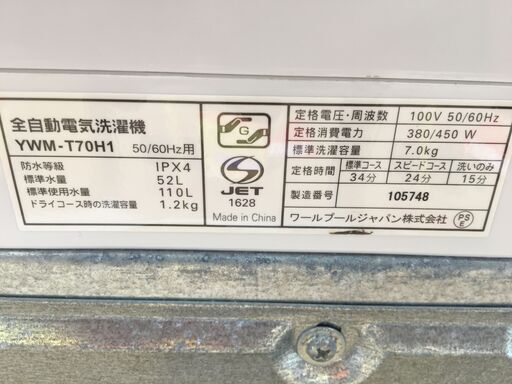 全自動電気洗濯機
YWM-T70H1 50/60Hz用
防水等級 IPX4
標準水量 52L
標準使用水量 110L
ドライコース時の洗濯容量 1.2kg
G
S
JET
1628
Made in China
定格電圧・周波数 100V 50/60Hz
定格消費電力 380/450 W
標準洗濯容量 7.0kg
定格時間 標準コース スピードコース 洗いのみ
34分 24分 15分
製造番号 105748
ワールプールジャパン株式会社 PSE